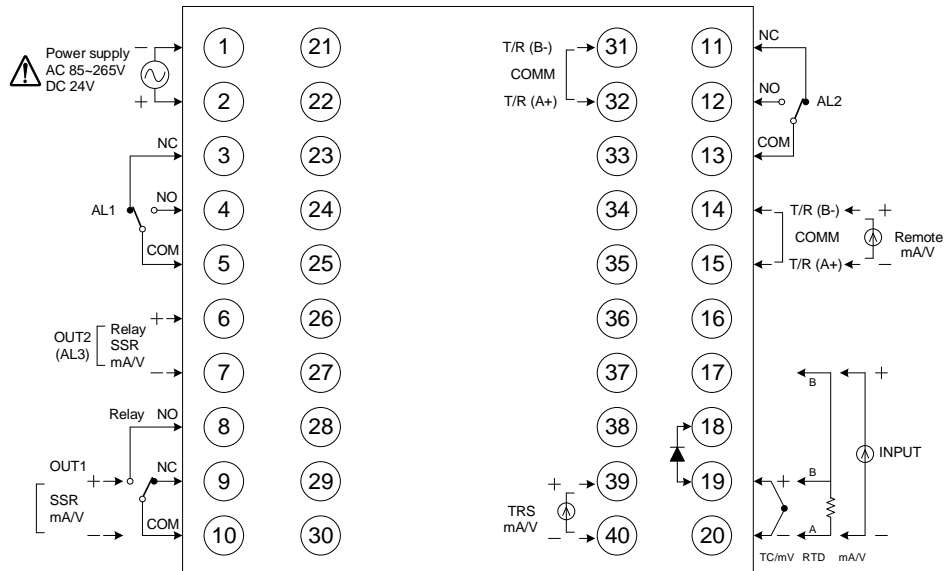 Power supply
AC 85~265V
DC 24V
−
+
1
2
3
4
5
6
7
8
9
10
21
22
23
24
25
26
27
28
29
30
NC
NO
AL1
COM
OUT2
(AL3)
Relay
SSR
mA/V
+
−
Relay NO
OUT1
+
NC
SSR
mA/V
−
COM
T/R (B-)
COMM
T/R (A+)
31
32
33
34
35
36
37
38
39
40
TRS
mA/V
+
−
11
12
13
14
15
16
17
18
19
20
NC
NO
AL2
COM
T/R (B-)
+
COMM
Remote
mA/V
T/R (A+)
−
B
+
INPUT
+
B
−
A
−
TC/mV RTD mA/V